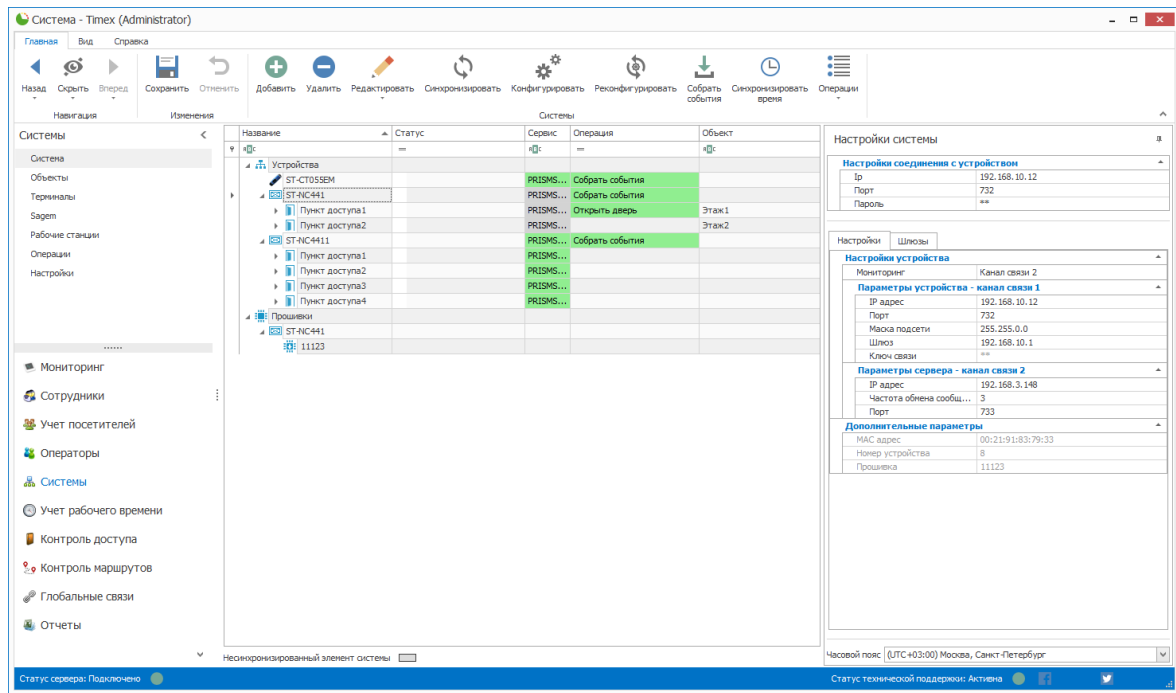 Система - Timex (Administrator)
Главная Вид Справка
Назад Скрыть Вперед Сохранить Отменить Добавить Удалить Редактировать Синхронизировать Конфигурировать Реконфигурировать Собрать события Синхронизировать время Операции
Навигация Изменения Системы
Системы
Система
Объекты
Терминалы
Sagem
Рабочие станции
Операции
Настройки
Мониторинг
Сотрудники
Учет посетителей
Операторы
Системы
Учет рабочего времени
Контроль доступа
Контроль маршрутов
Глобальные связи
Отчеты
Название Статус Сервис Операция Объект
Устройства
ST-CT055EM PRISMS... Собрать события
ST-NC441 PRISMS... Собрать события
Пункт доступа1 PRISMS... Открыть дверь Этаж1
Пункт доступа2 PRISMS... Этаж2
ST-NC4411 PRISMS... Собрать события
Пункт доступа1 PRISMS...
Пункт доступа2 PRISMS...
Пункт доступа3 PRISMS...
Пункт доступа4 PRISMS...
Прошивки
ST-NC441
11123
Несинхронизированный элемент системы
Настройки системы
Настройки соединения с устройством
Ip 192.168.10.12
Порт 732
Пароль **
Настройки Шлюзы
Настройки устройства
Мониторинг Канал связи 2
Параметры устройства - канал связи 1
IP адрес 192.168.10.12
Порт 732
Маска подсети 255.255.0.0
Шлюз 192.168.10.1
Ключ связи **
Параметры сервера - канал связи 2
IP адрес 192.168.3.148
Частота обмена сообщ... 3
Порт 733
Дополнительные параметры
MAC адрес 00:21:91:83:79:33
Номер устройства 8
Прошивка 11123
Часовой пояс (UTC+03:00) Москва, Санкт-Петербург
Статус сервера: Подключено
Статус технической поддержки: Активна